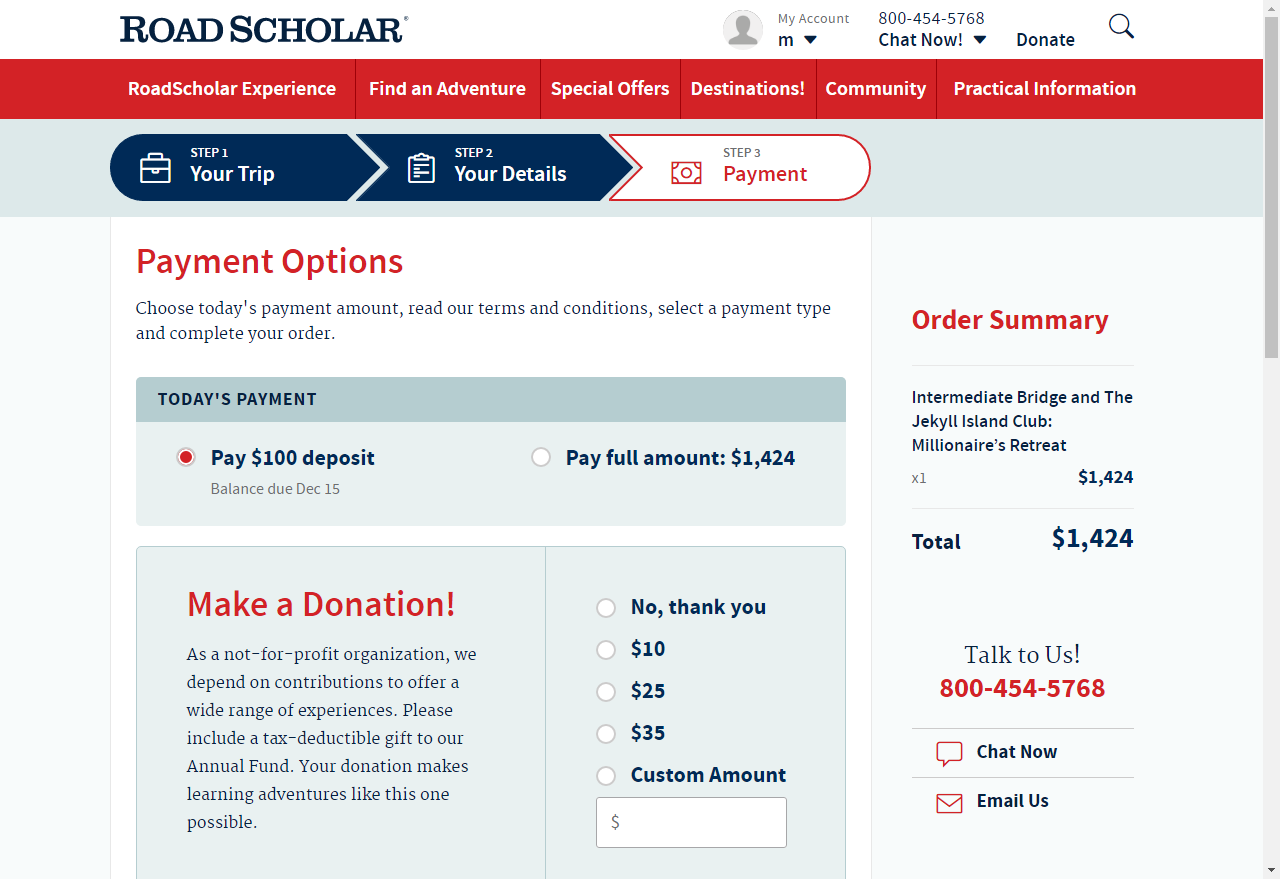 ROAD SCHOLAR®
My Account
m
800-454-5768
Chat Now!
Donate
RoadScholar Experience
Find an Adventure
Special Offers
Destinations!
Community
Practical Information
STEP 1
Your Trip
STEP 2
Your Details
STEP 3
Payment
Payment Options
Choose today's payment amount, read our terms and conditions, select a payment type
and complete your order.
TODAY'S PAYMENT
Pay $100 deposit
Balance due Dec 15
Pay full amount: $1,424
Make a Donation!
As a not-for-profit organization, we
depend on contributions to offer a
wide range of experiences. Please
include a tax-deductible gift to our
Annual Fund. Your donation makes
learning adventures like this one
possible.
No, thank you
$10
$25
$35
Custom Amount
$
Order Summary
Intermediate Bridge and The
Jekyll Island Club:
Millionaire’s Retreat
x1 $1,424
Total $1,424
Talk to Us!
800-454-5768
Chat Now
Email Us